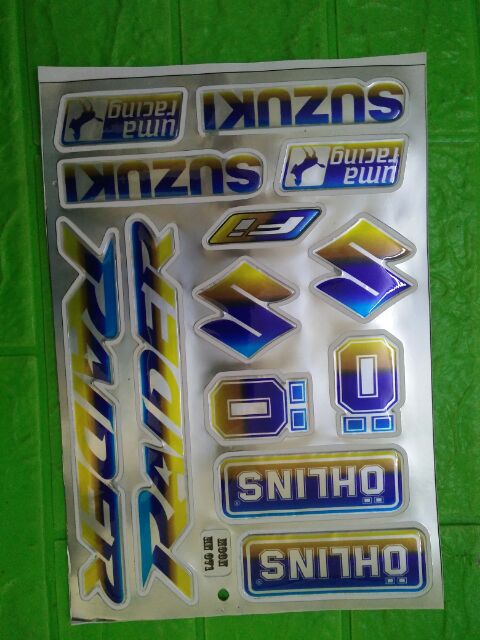 SUZUKI
uma
racing
SUZUKI
uma
racing
Fi
RAIDER
RAIDER
Ö
Ö
ÖHLINS®
ÖHLINS®